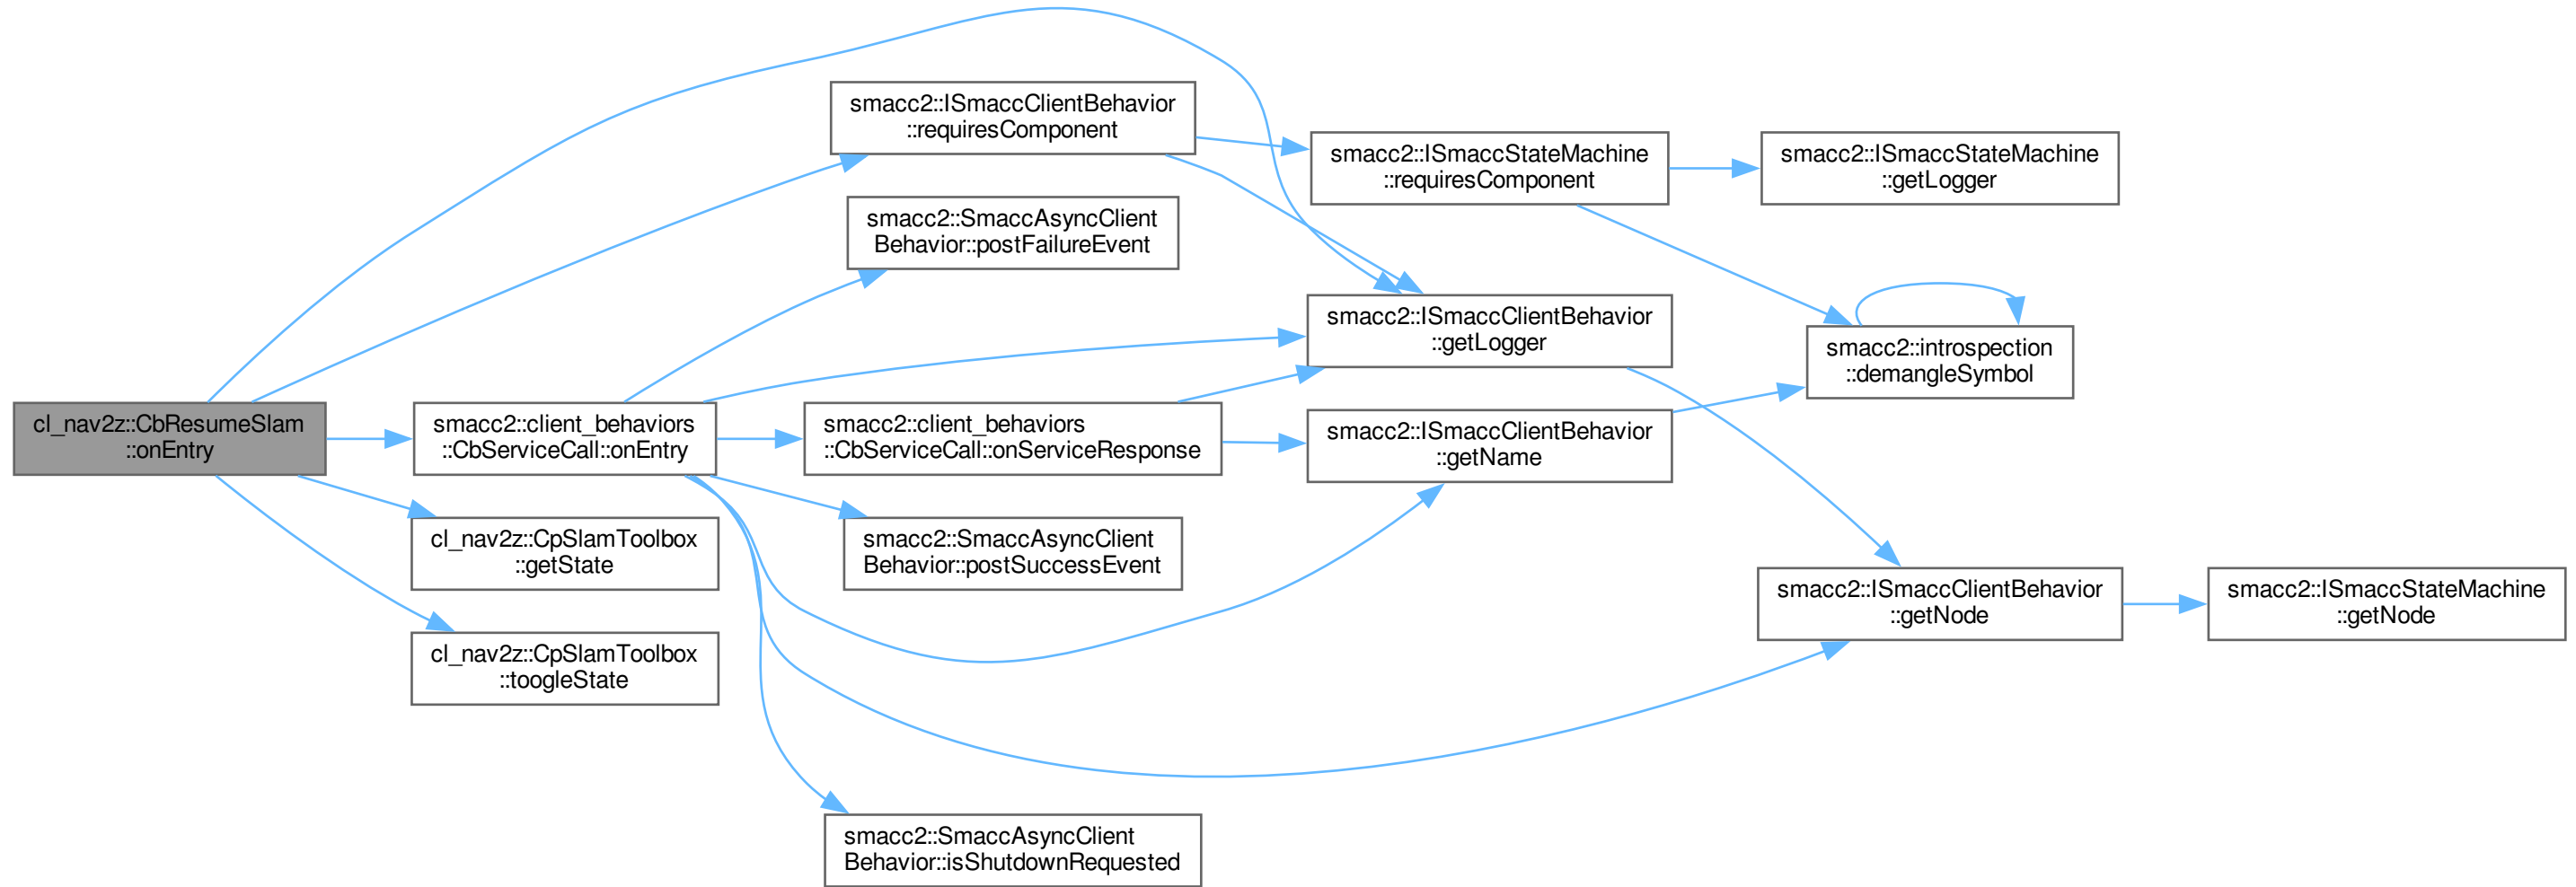 cl_nav2z::CbResumeSlam
::onEntry
smacc2::ISmaccClientBehavior
::requiresComponent
smacc2::SmaccAsyncClient
Behavior::postFailureEvent
smacc2::client_behaviors
::CbServiceCall::onEntry
cl_nav2z::CpSlamToolbox
::getState
cl_nav2z::CpSlamToolbox
::toogleState
smacc2::client_behaviors
::CbServiceCall::onServiceResponse
smacc2::SmaccAsyncClient
Behavior::postSuccessEvent
smacc2::SmaccAsyncClient
Behavior::isShutdownRequested
smacc2::ISmaccStateMachine
::requiresComponent
smacc2::ISmaccClientBehavior
::getLogger
smacc2::ISmaccClientBehavior
::getName
smacc2::ISmaccStateMachine
::getLogger
smacc2::introspection
::demangleSymbol
smacc2::ISmaccClientBehavior
::getNode
smacc2::ISmaccStateMachine
::getNode